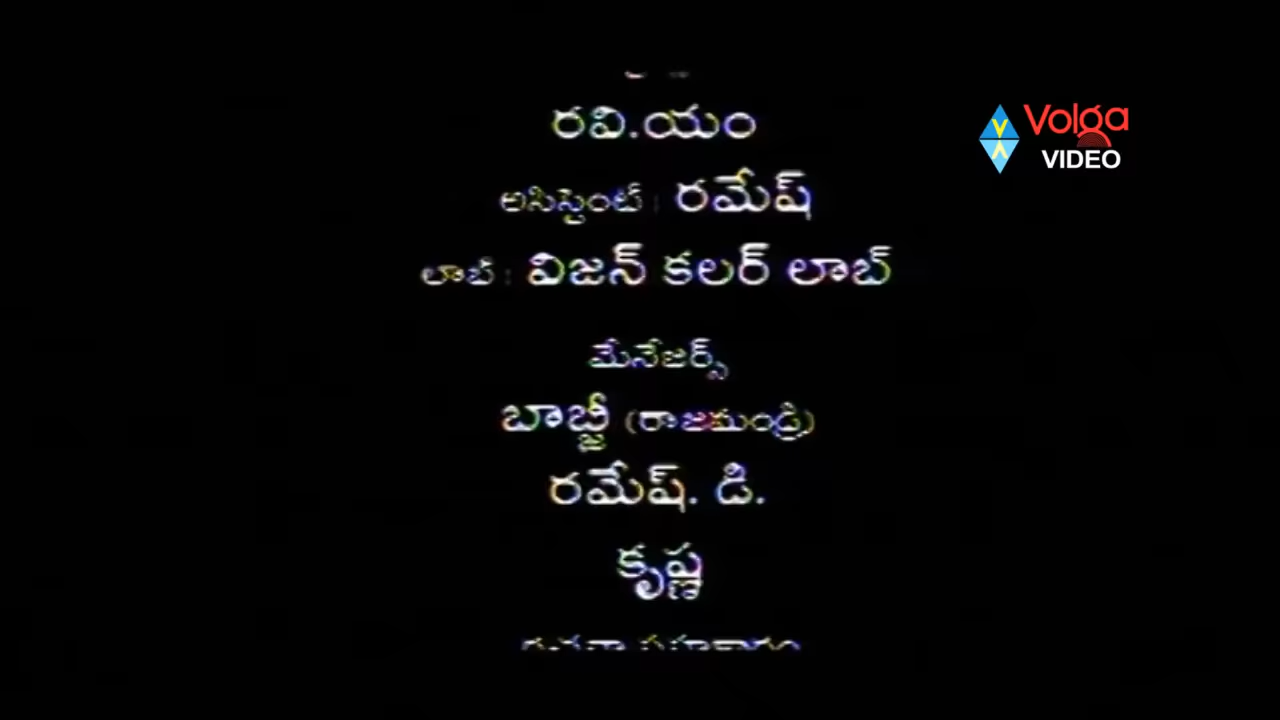 రవి.యం
Volga
VIDEO
అసిస్టెంట్ : రమేష్
లాబ్ : విజన్ కలర్ లాబ్
మేనేజర్స్
బాబ్జీ (రాజమండ్రి)
రమేష్. డి.
కృష్ణ